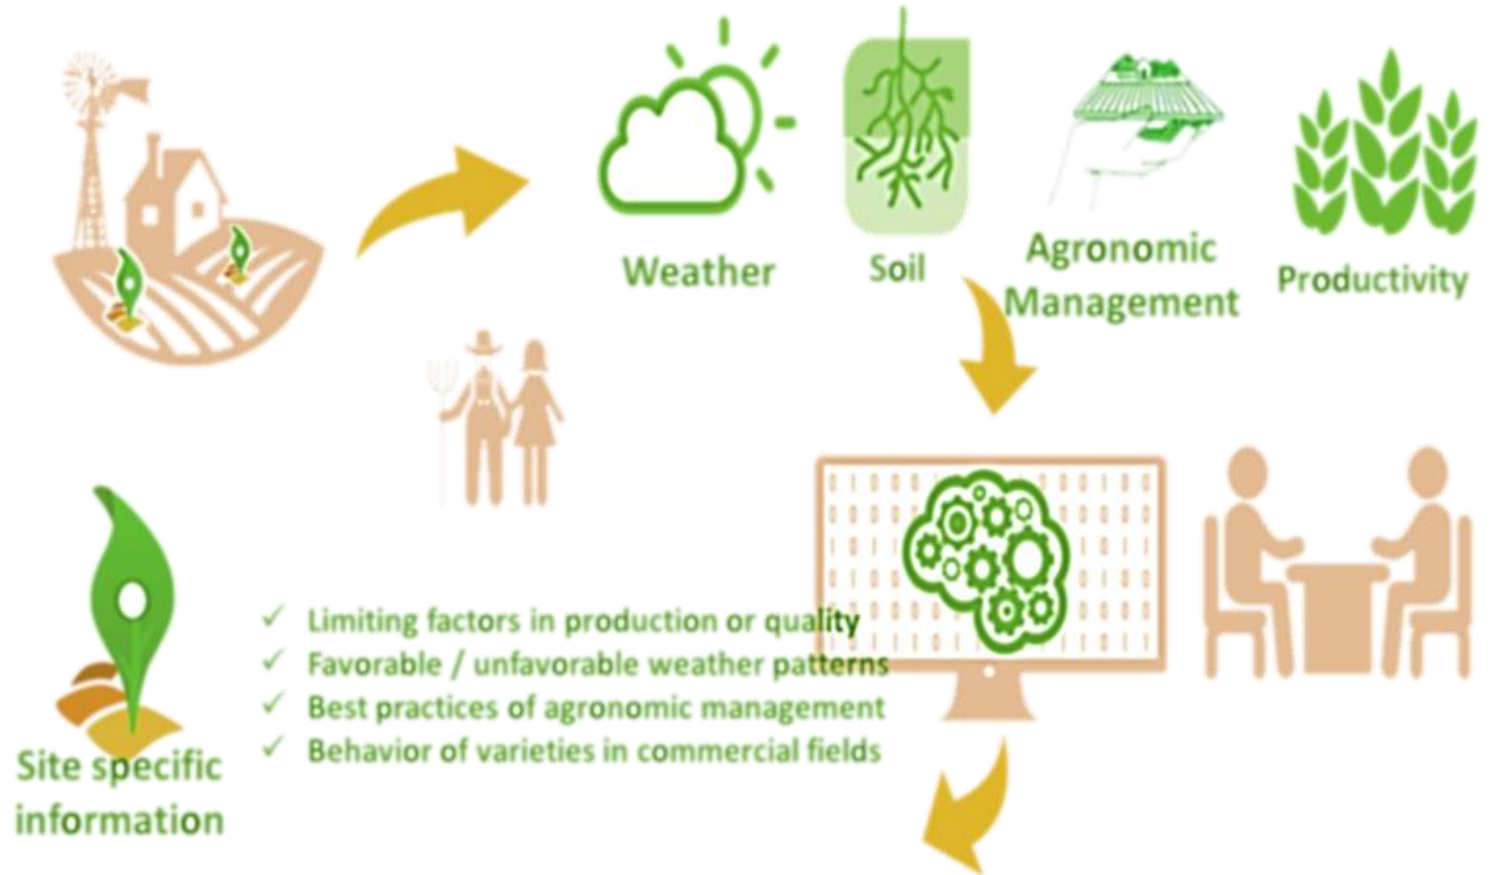 Weather
Soil
Agronomic
Management
Productivity
✓ Limiting factors in production or quality
✓ Favorable / unfavorable weather patterns
✓ Best practices of agronomic management
✓ Behavior of varieties in commercial fields
Site specific
information